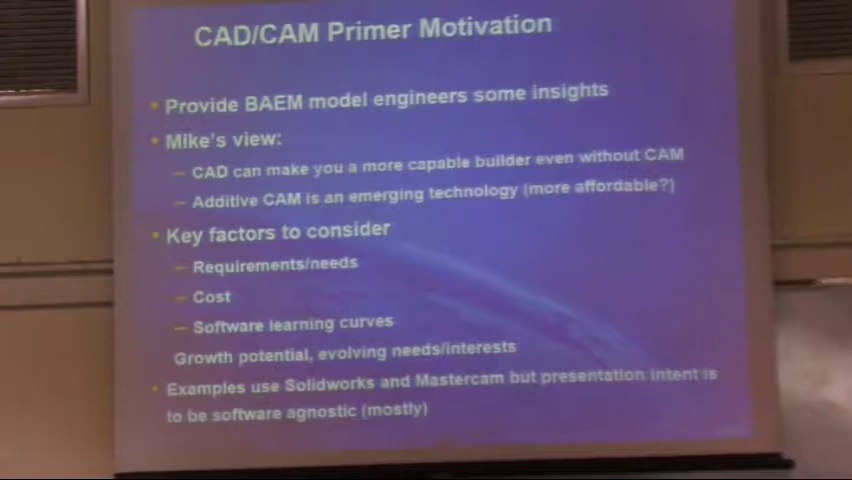 CAD/CAM Primer Motivation
• Provide BAEM model engineers some insights
• Mike's view:
– CAD can make you a more capable builder even without CAM
– Additive CAM is an emerging technology (more affordable?)
• Key factors to consider
– Requirements/needs
– Cost
– Software learning curves
Growth potential, evolving needs/interests
• Examples use Solidworks and Mastercam but presentation intent is
to be software agnostic (mostly)